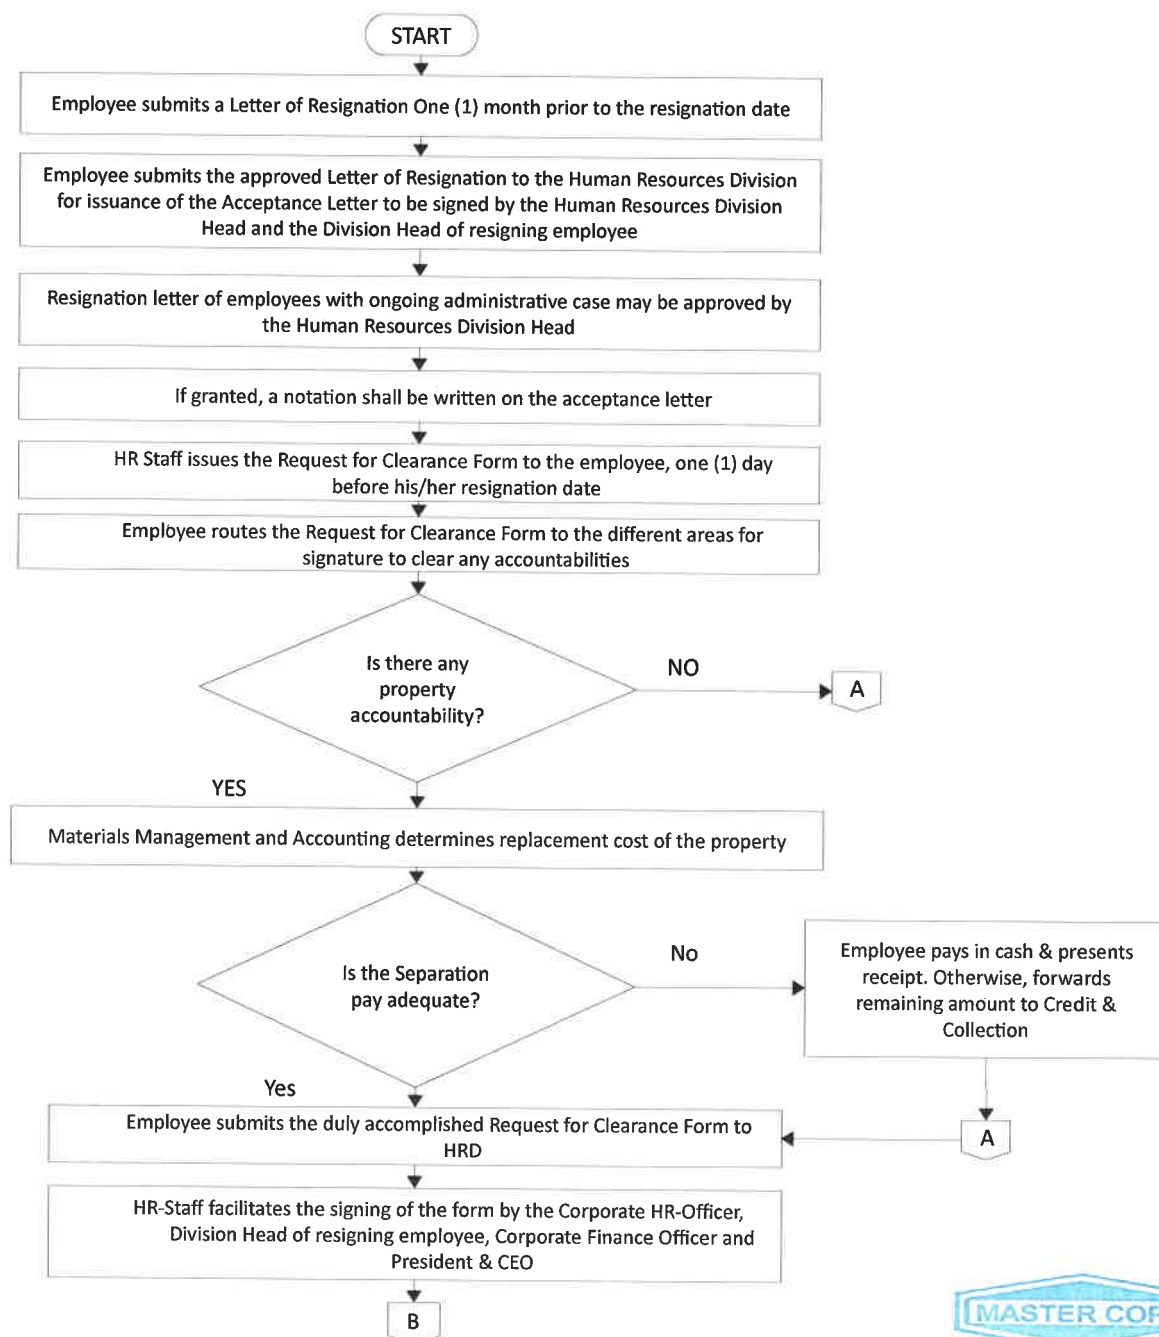 START
Employee submits a Letter of Resignation One (1) month prior to the resignation date
Employee submits the approved Letter of Resignation to the Human Resources Division
for issuance of the Acceptance Letter to be signed by the Human Resources Division
Head and the Division Head of resigning employee
Resignation letter of employees with ongoing administrative case may be approved by
the Human Resources Division Head
If granted, a notation shall be written on the acceptance letter
HR Staff issues the Request for Clearance Form to the employee, one (1) day
before his/her resignation date
Employee routes the Request for Clearance Form to the different areas for
signature to clear any accountabilities
Is there any
property
accountability?
NO
A
YES
Materials Management and Accounting determines replacement cost of the property
Is the Separation
pay adequate?
No
Employee pays in cash & presents
receipt. Otherwise, forwards
remaining amount to Credit &
Collection
Yes
Employee submits the duly accomplished Request for Clearance Form to
HRD
A
HR-Staff facilitates the signing of the form by the Corporate HR-Officer,
Division Head of resigning employee, Corporate Finance Officer and
President & CEO
B
MASTER COP